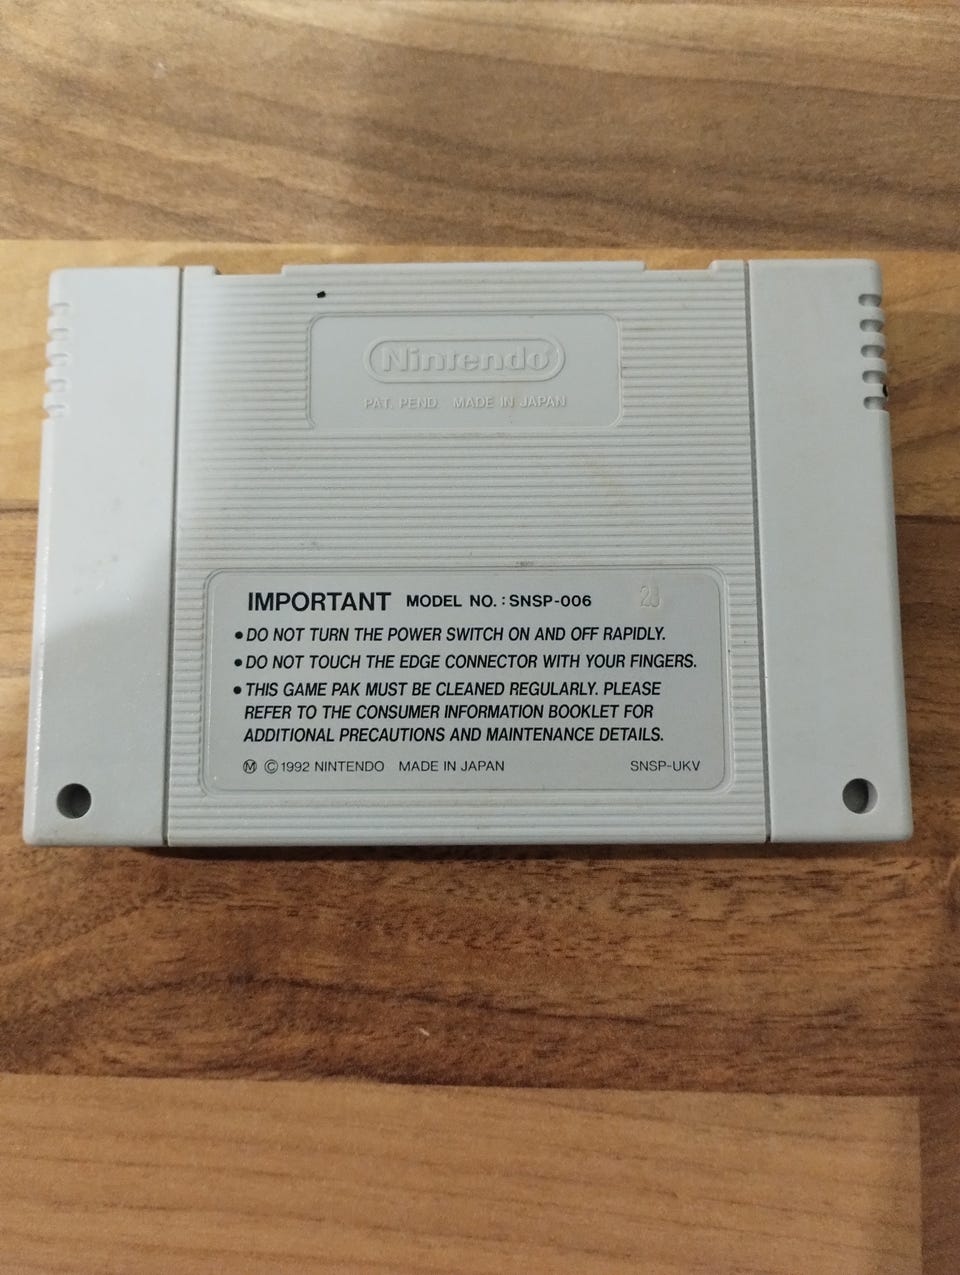 Nintendo®
PAT. PEND. MADE IN JAPAN
IMPORTANT MODEL NO.: SNSP-006 2J
● DO NOT TURN THE POWER SWITCH ON AND OFF RAPIDLY.
● DO NOT TOUCH THE EDGE CONNECTOR WITH YOUR FINGERS.
● THIS GAME PAK MUST BE CLEANED REGULARLY. PLEASE
REFER TO THE CONSUMER INFORMATION BOOKLET FOR
ADDITIONAL PRECAUTIONS AND MAINTENANCE DETAILS.
Ⓜ ©1992 NINTENDO MADE IN JAPAN SNSP-UKV